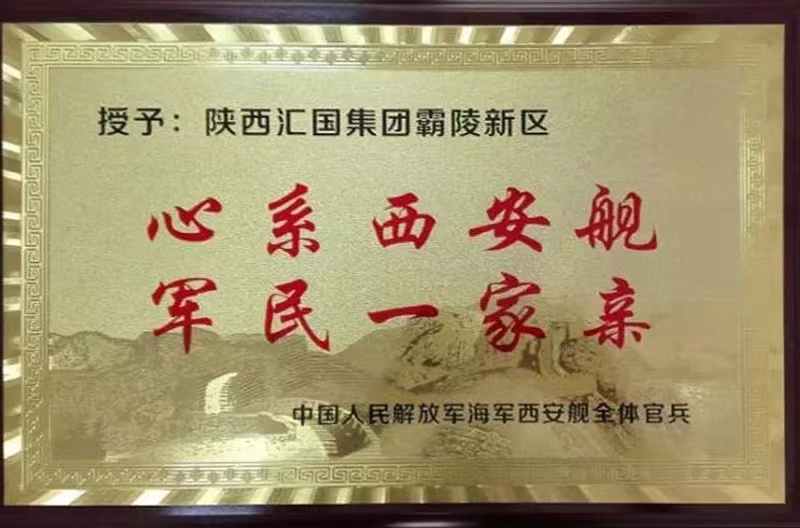 授予：陕西汇国集团霸陵新区
心系西安舰
军民一家亲
中国人民解放军海军西安舰全体官兵